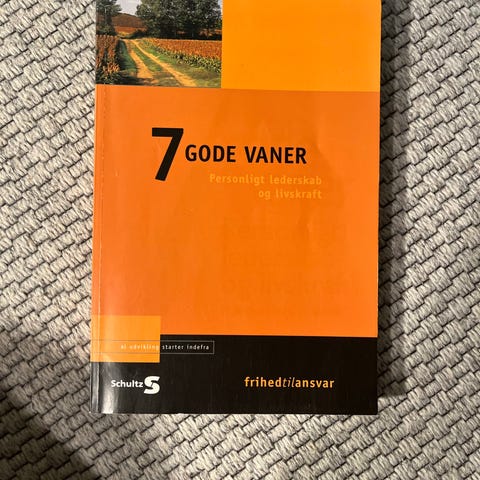 7 GODE VANER
Personligt lederskab
og livskraft
al udvikling starter indefra
Schultz
frihedtilansvar